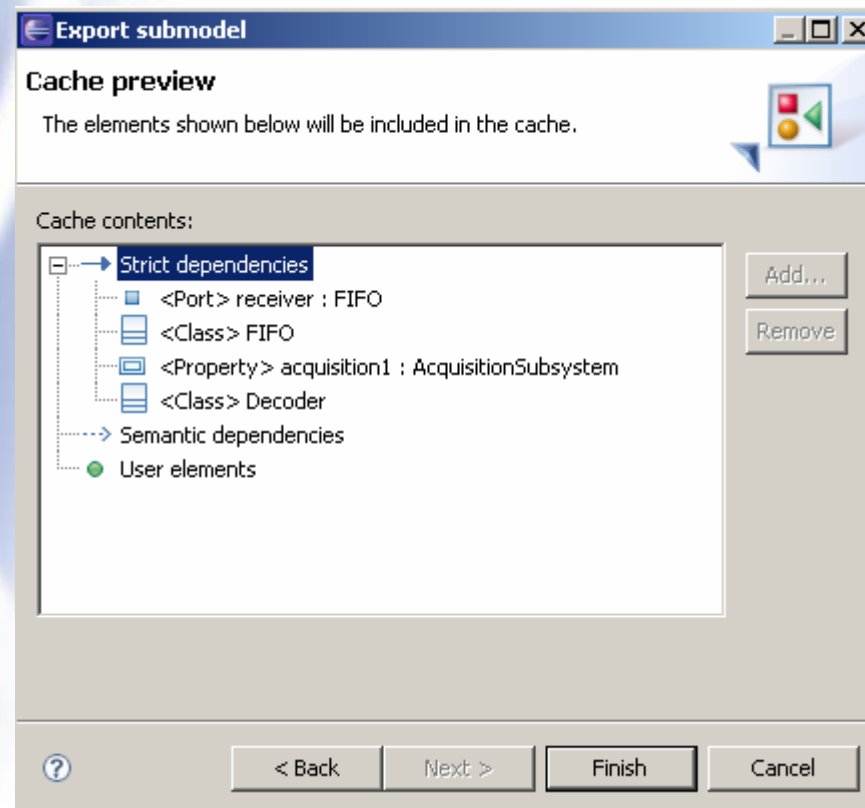 Export submodel
Cache preview
The elements shown below will be included in the cache.
Cache contents:
Strict dependencies
<Port> receiver : FIFO
<Class> FIFO
<Property> acquisition1 : AcquisitionSubsystem
<Class> Decoder
Semantic dependencies
User elements
Add...
Remove
?
< Back Next > Finish Cancel